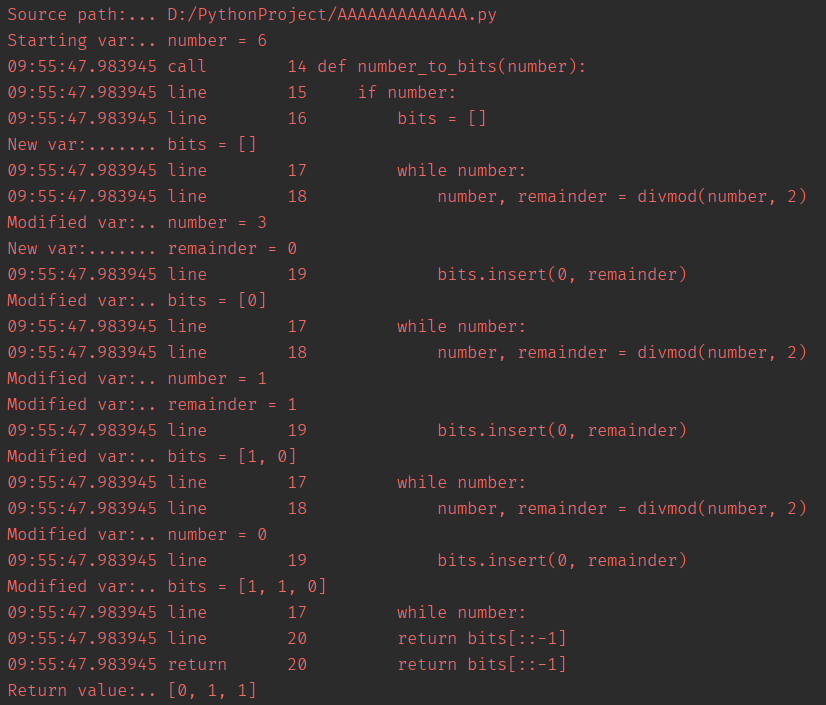 Source path:... D:/PythonProject/AAAAAAAAAAAAA.py
Starting var:.. number = 6
09:55:47.983945 call        14 def number_to_bits(number):
09:55:47.983945 line        15     if number:
09:55:47.983945 line        16         bits = []
New var:....... bits = []
09:55:47.983945 line        17         while number:
09:55:47.983945 line        18             number, remainder = divmod(number, 2)
Modified var:.. number = 3
New var:....... remainder = 0
09:55:47.983945 line        19             bits.insert(0, remainder)
Modified var:.. bits = [0]
09:55:47.983945 line        17         while number:
09:55:47.983945 line        18             number, remainder = divmod(number, 2)
Modified var:.. number = 1
Modified var:.. remainder = 1
09:55:47.983945 line        19             bits.insert(0, remainder)
Modified var:.. bits = [1, 0]
09:55:47.983945 line        17         while number:
09:55:47.983945 line        18             number, remainder = divmod(number, 2)
Modified var:.. number = 0
09:55:47.983945 line        19             bits.insert(0, remainder)
Modified var:.. bits = [1, 1, 0]
09:55:47.983945 line        17         while number:
09:55:47.983945 line        20         return bits[::-1]
09:55:47.983945 return      20         return bits[::-1]
Return value:.. [0, 1, 1]